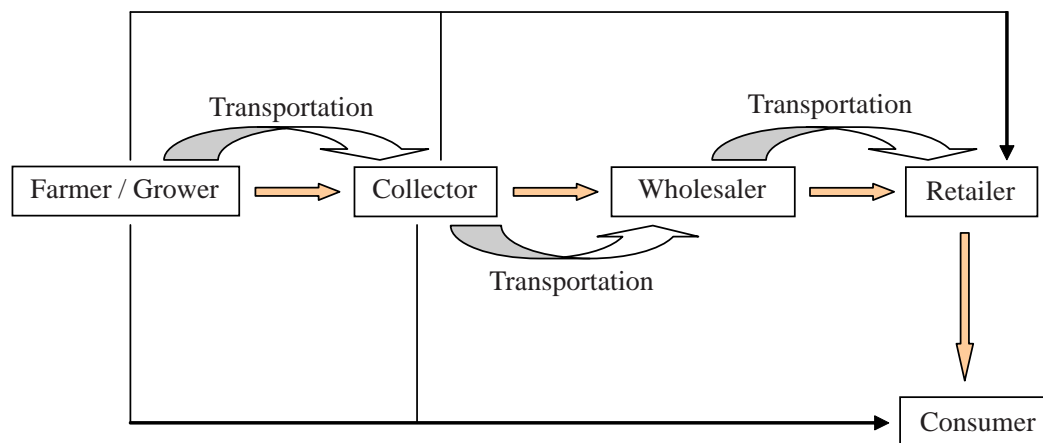 Transportation
Transportation
Farmer / Grower
Collector
Wholesaler
Retailer
Transportation
Consumer